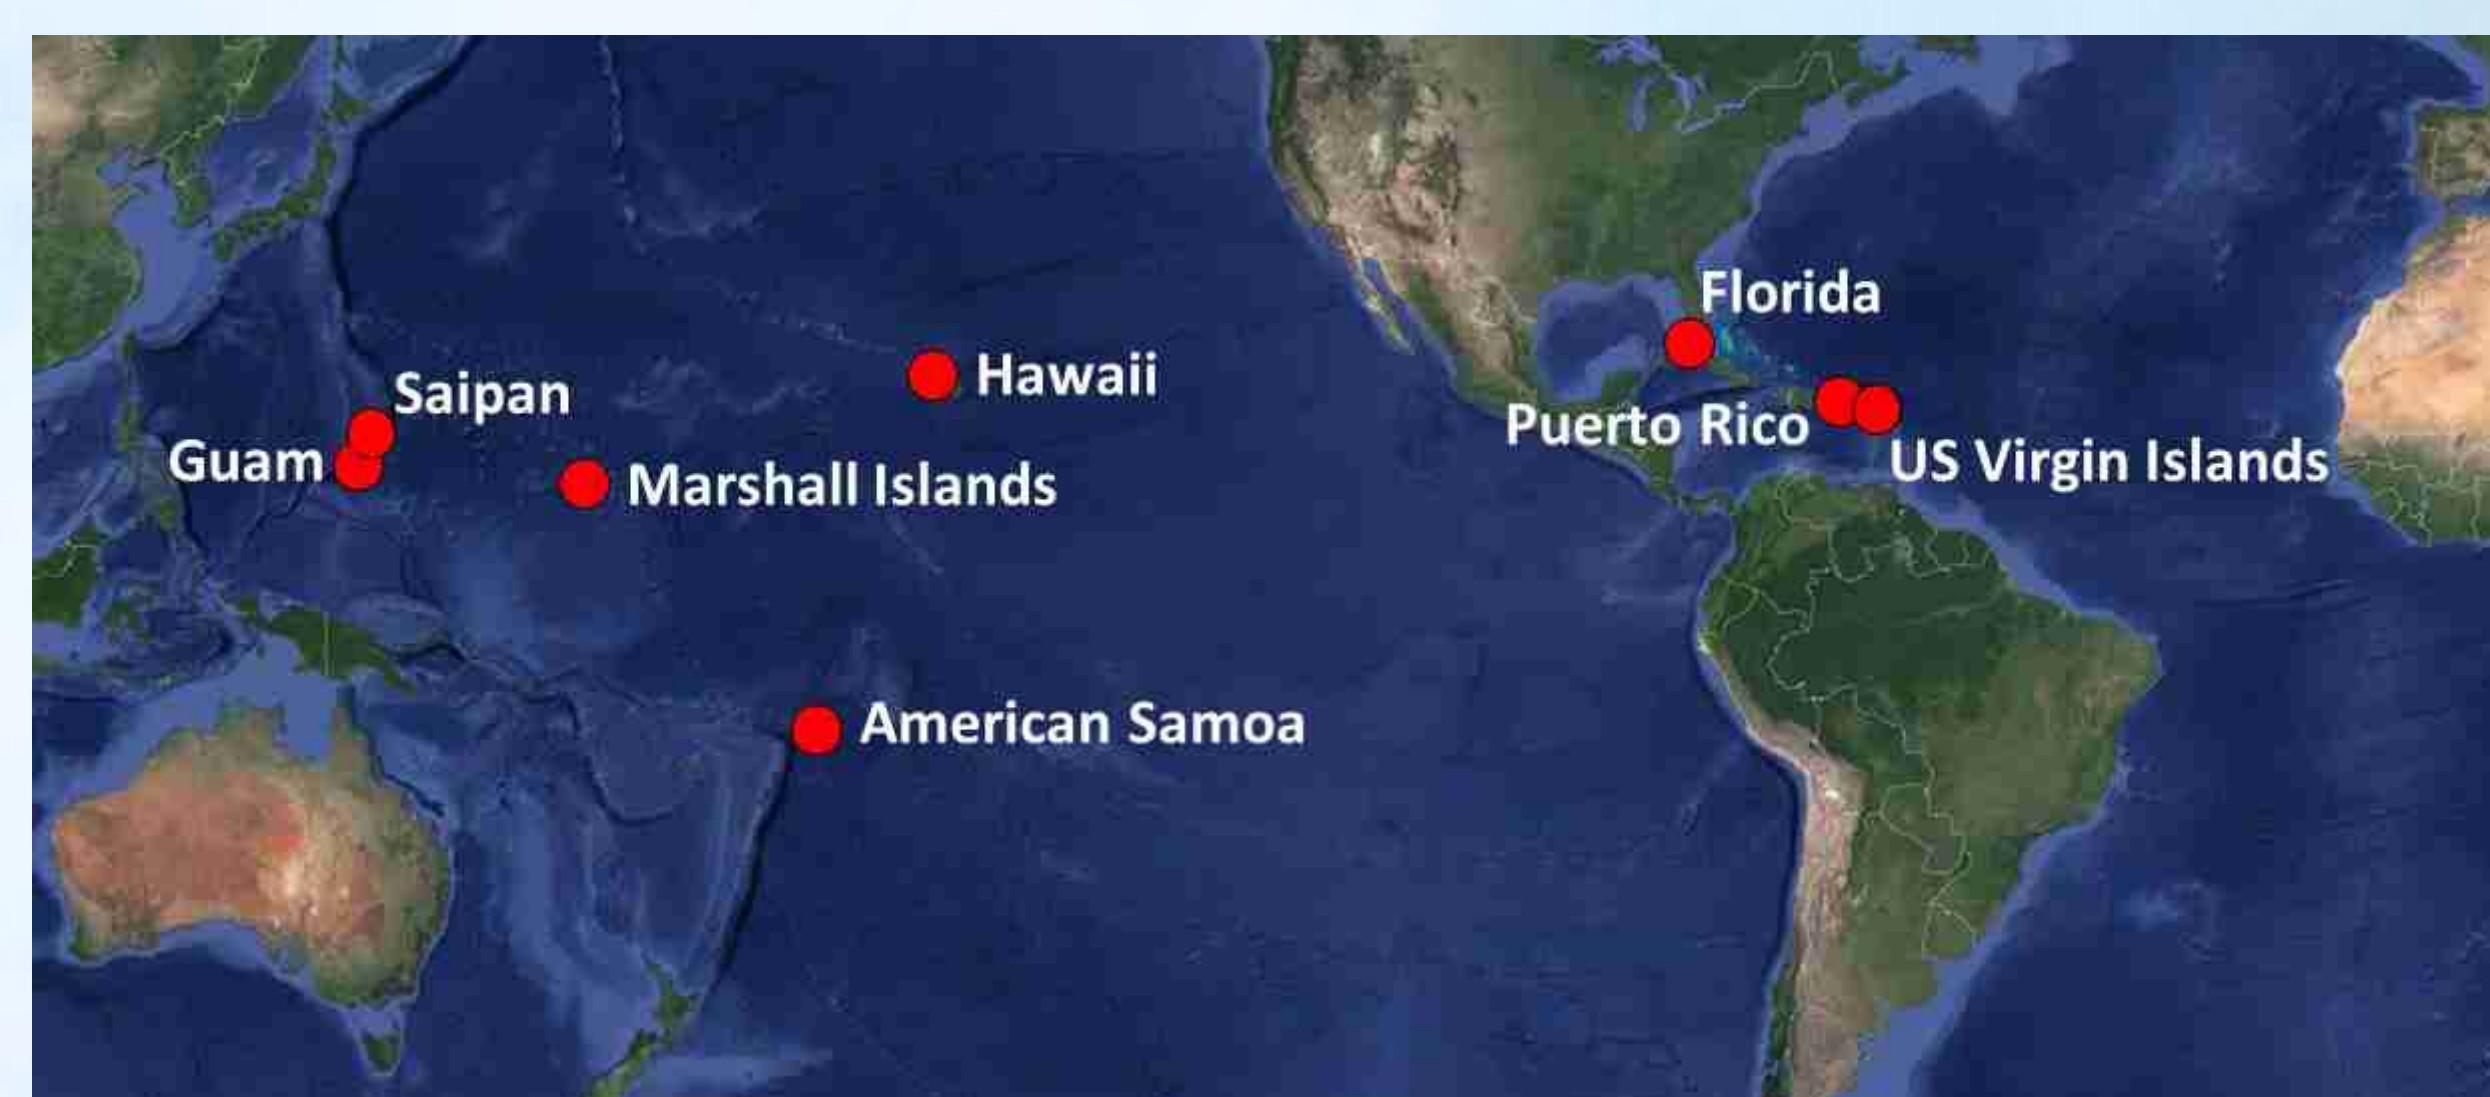 Florida
Hawaii
Saipan
Puerto Rico
Guam
US Virgin Islands
Marshall Islands
American Samoa